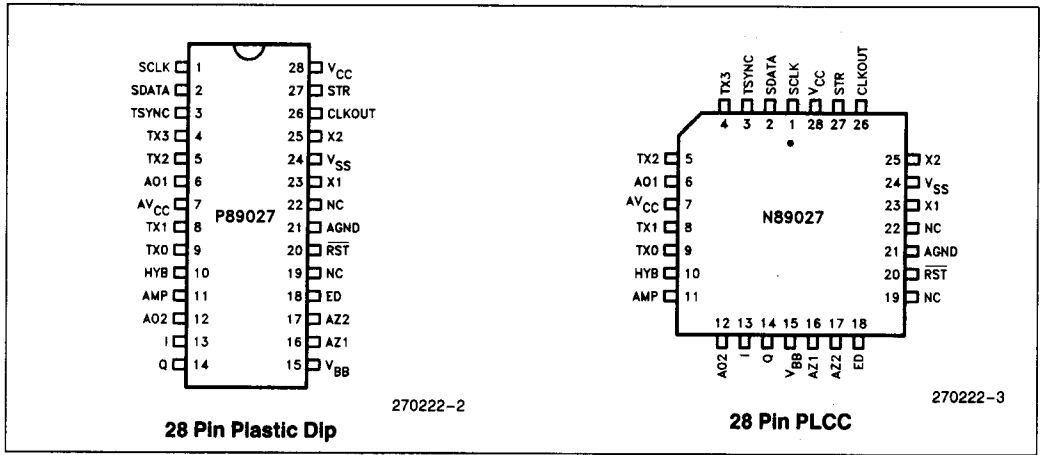 SCLK 1 28 VCC
SDATA 2 27 STR
TSYNC 3 26 CLKOUT
TX3 4 25 X2
TX2 5 24 VSS
AO1 6 23 X1
AVCC 7 22 NC
P89027
TX1 8 21 AGND
TX0 9 20 RST
HYB 10 19 NC
AMP 11 18 ED
AO2 12 17 AZ2
I 13 16 AZ1
Q 14 15 VBB
270222-2
28 Pin Plastic Dip
TX3 TSYNC SDATA SCLK VCC STR CLKOUT
4 3 2 1 28 27 26
TX2 5 25 X2
AO1 6 24 VSS
AVCC 7 23 X1
TX1 8 N89027 22 NC
TX0 9 21 AGND
HYB 10 20 RST
AMP 11 19 NC
12 13 14 15 16 17 18
AO2 I Q VBB AZ1 AZ2 ED
270222-3
28 Pin PLCC